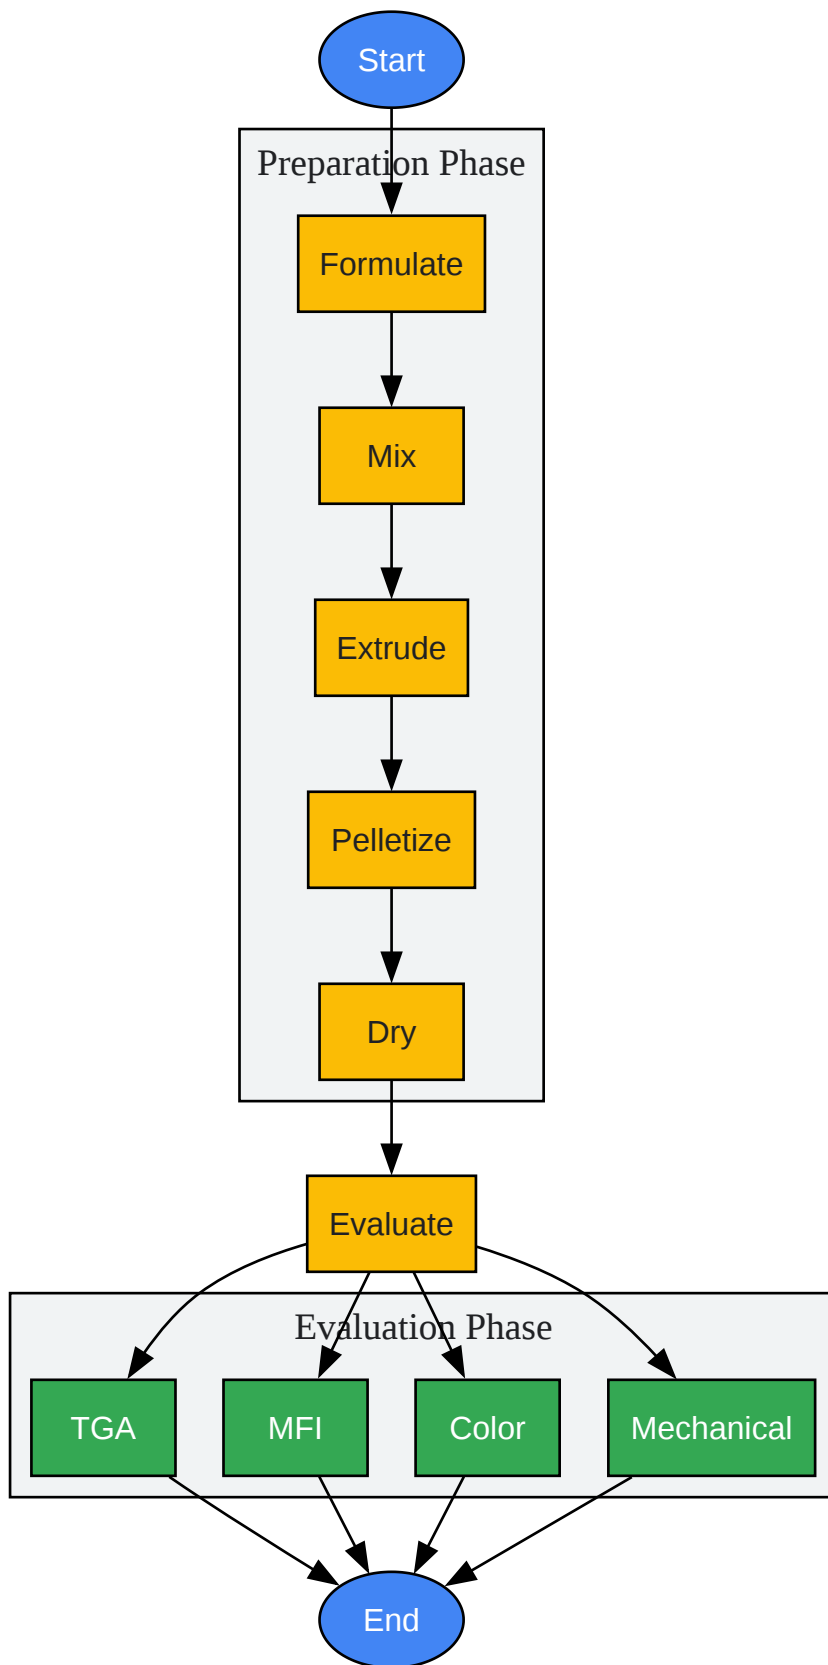 Start
Preparation Phase
Formulate
Mix
Extrude
Pelletize
Dry
Evaluate
Evaluation Phase
TGA
MFI
Color
Mechanical
End